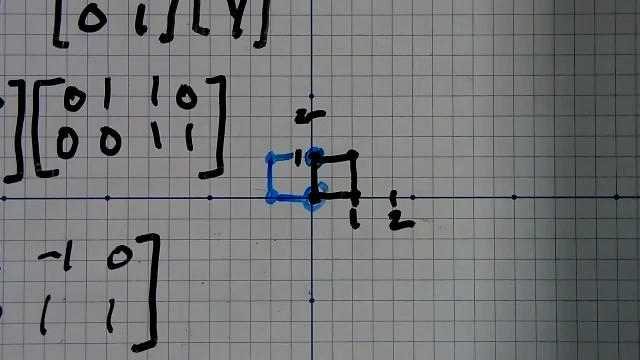 [0 1] [Y]
] [0 1 1 0
0 0 1 1]
2
1
1 2
-1 0
1 1]